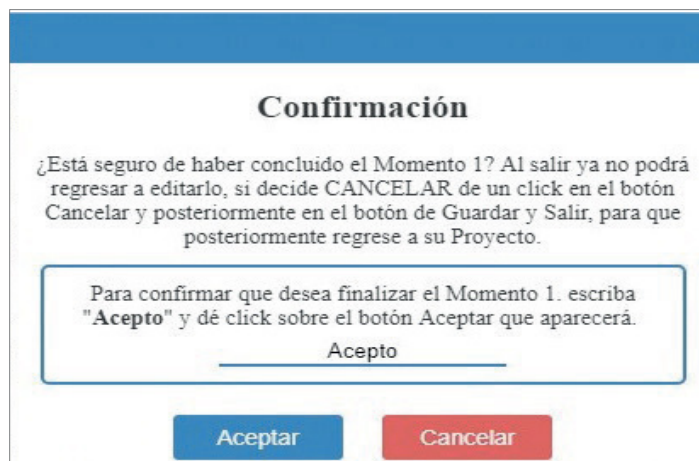 Confirmación
¿Está seguro de haber concluido el Momento 1? Al salir ya no podrá
regresar a editarlo, si decide CANCELAR de un click en el botón
Cancelar y posteriormente en el botón de Guardar y Salir, para que
posteriormente regrese a su Proyecto.
Para confirmar que desea finalizar el Momento 1. escriba
"Acepto" y dé click sobre el botón Aceptar que aparecerá.
Acepto
Aceptar Cancelar